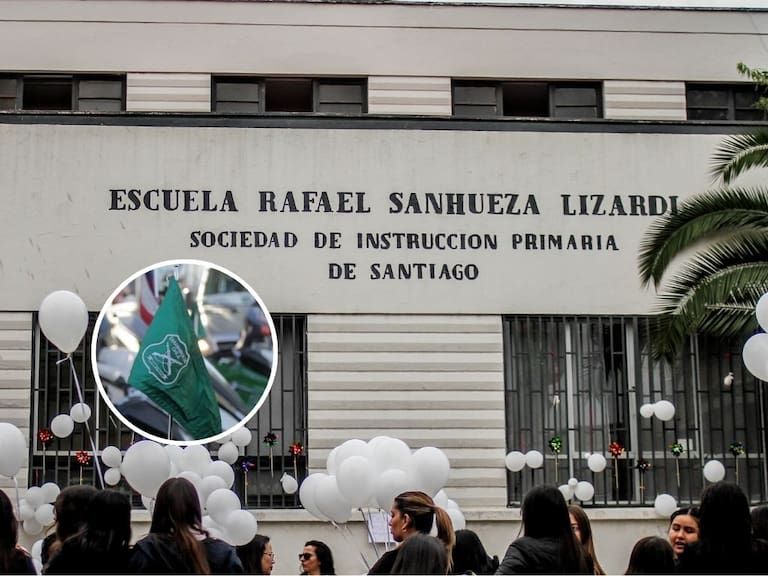 ESCUELA RAFAEL SANHUEZA LIZARDI
SOCIEDAD DE INSTRUCCION PRIMARIA
DE SANTIAGO